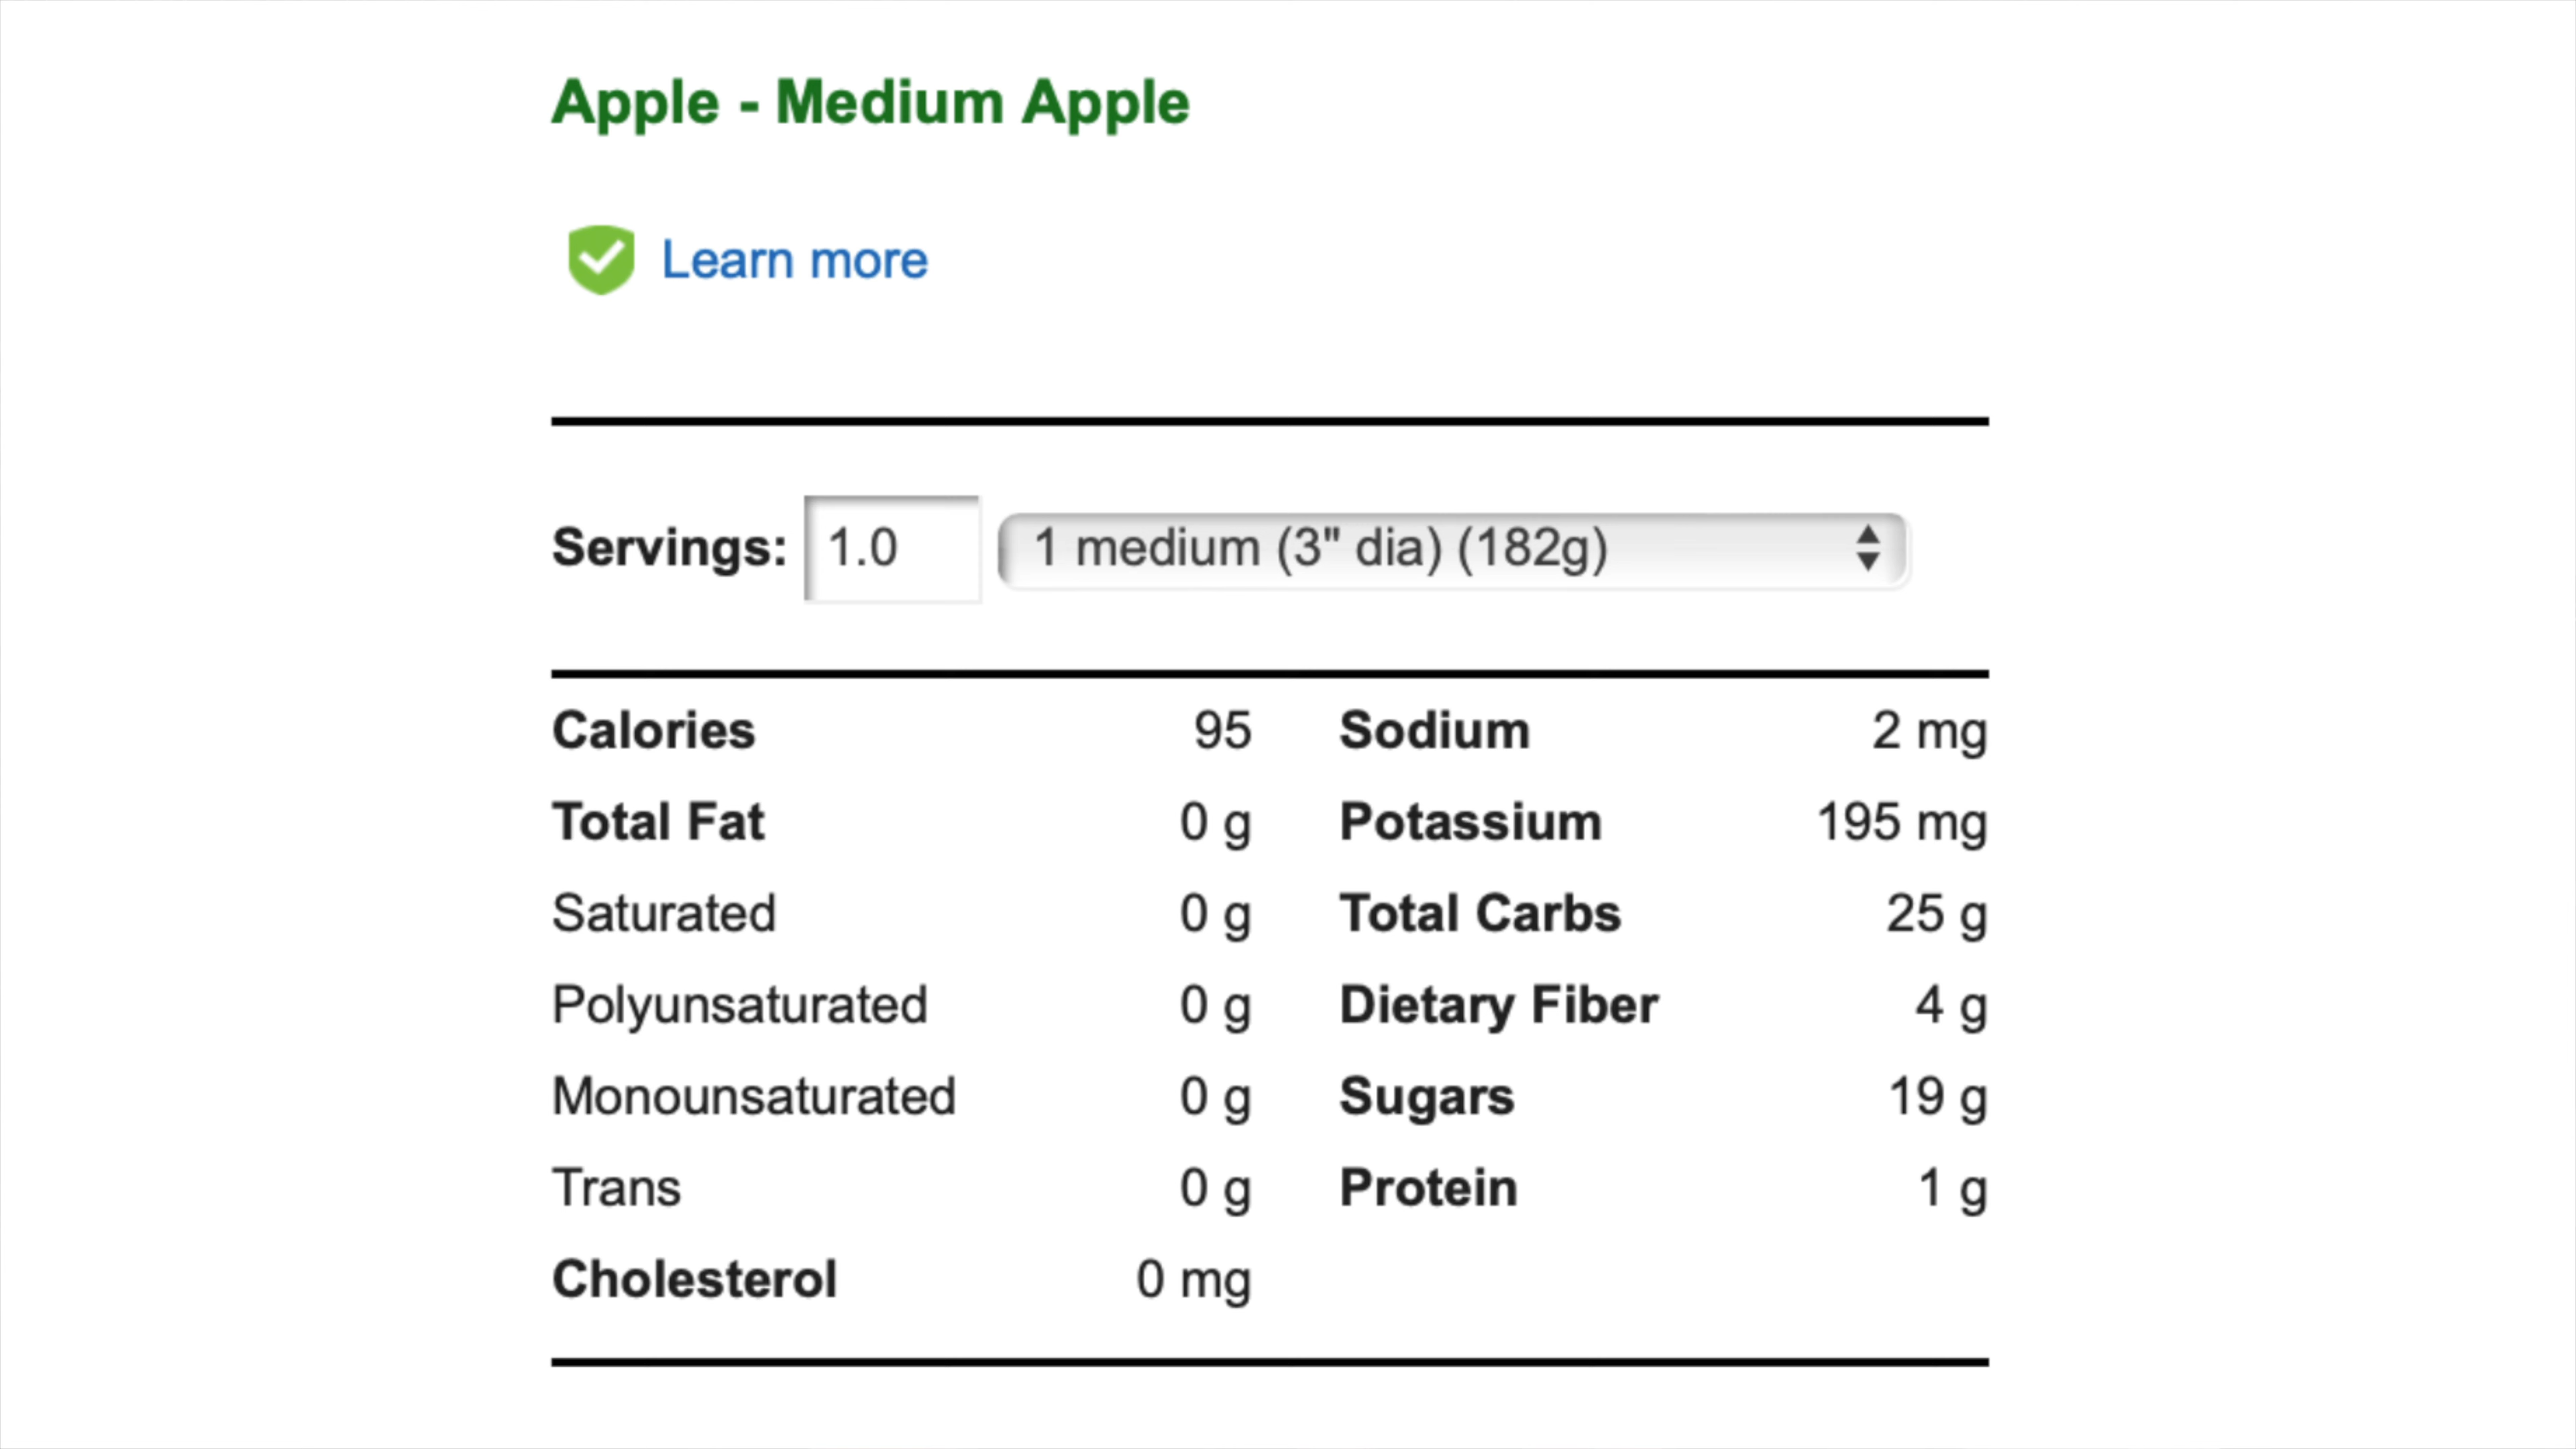 Apple - Medium Apple
Learn more
Servings: 1.0 1 medium (3" dia) (182g)
Calories 95 Sodium 2 mg
Total Fat 0 g Potassium 195 mg
Saturated 0 g Total Carbs 25 g
Polyunsaturated 0 g Dietary Fiber 4 g
Monounsaturated 0 g Sugars 19 g
Trans 0 g Protein 1 g
Cholesterol 0 mg